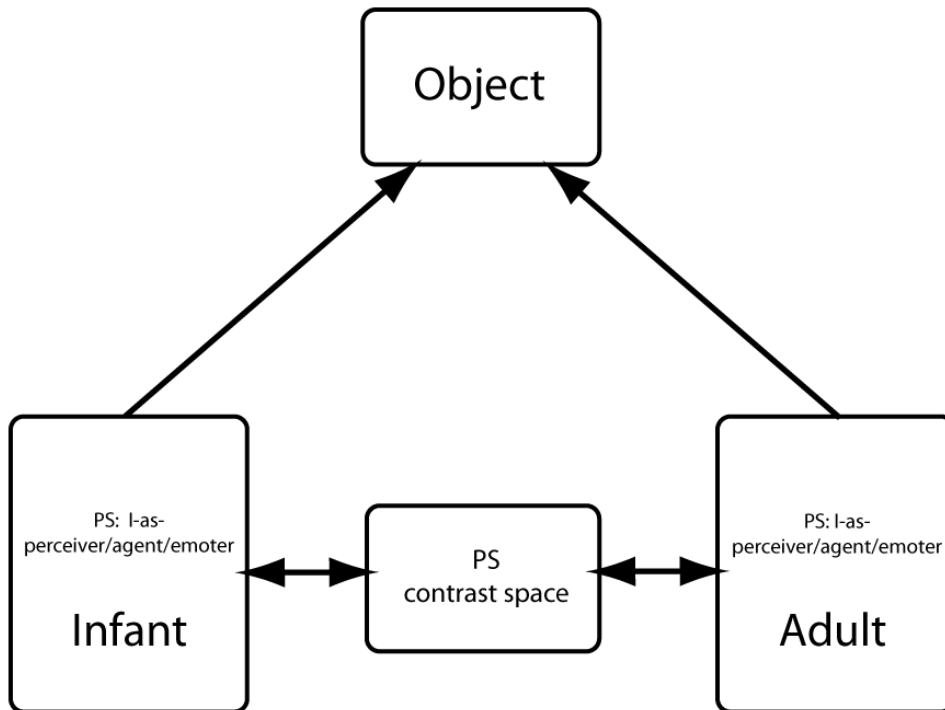 Object
PS: I-as-
perceiver/agent/emoter
Infant
PS
contrast space
PS: I-as-
perceiver/agent/emoter
Adult